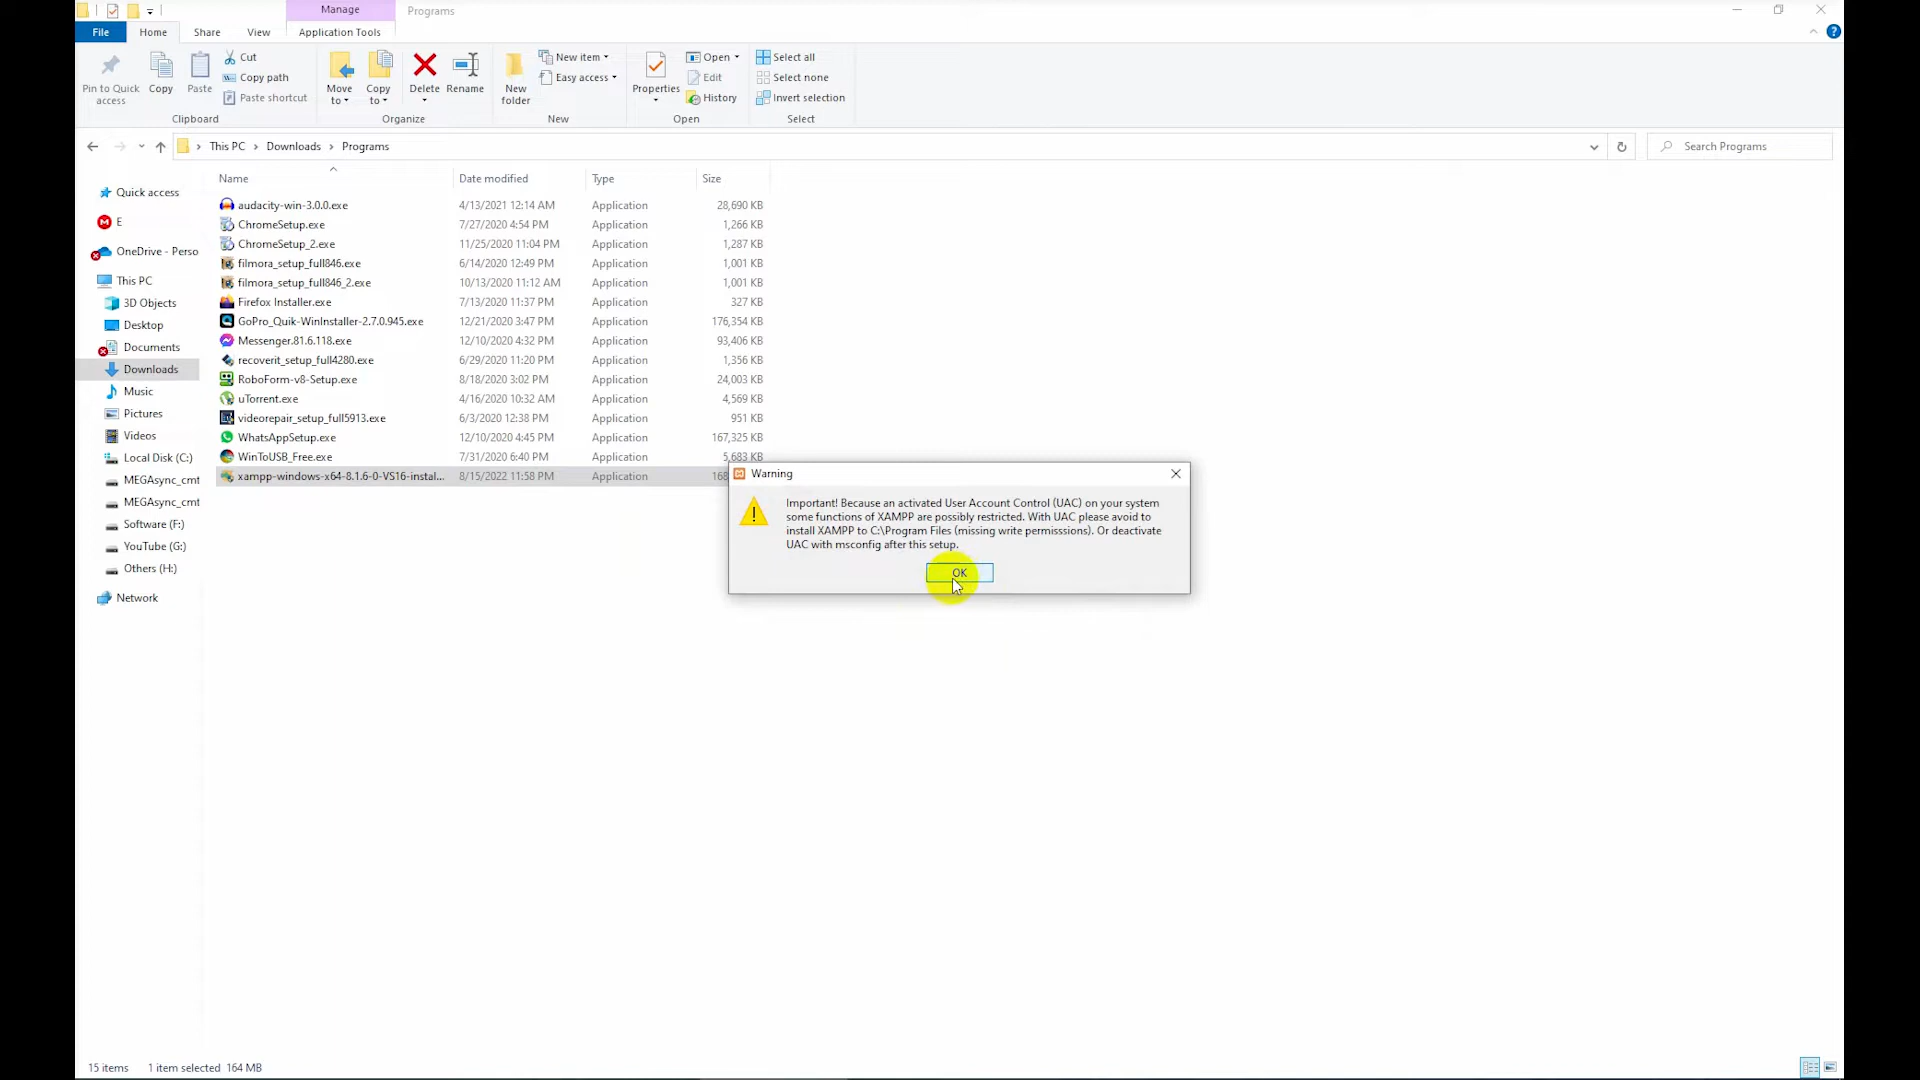 Manage
Programs
File
Home
Share
View
Application Tools
Pin to Quick access
Copy
Paste
Cut
Copy path
Paste shortcut
Clipboard
Move to
Copy to
Delete
Rename
Organize
New folder
New item
Easy access
New
Properties
Open
Edit
History
Open
Select all
Select none
Invert selection
Select
This PC > Downloads > Programs
Search Programs
Quick access
E
OneDrive - Perso
This PC
3D Objects
Desktop
Documents
Downloads
Music
Pictures
Videos
Local Disk (C:)
MEGAsync_cmt
MEGAsync_cmt
Software (F:)
YouTube (G:)
Others (H:)
Network
Name Date modified Type Size
audacity-win-3.0.0.exe 4/13/2021 12:14 AM Application 28,690 KB
ChromeSetup.exe 7/27/2020 4:54 PM Application 1,266 KB
ChromeSetup_2.exe 11/25/2020 11:04 PM Application 1,287 KB
filmora_setup_full846.exe 6/14/2020 12:49 PM Application 1,001 KB
filmora_setup_full846_2.exe 10/13/2020 11:12 AM Application 1,001 KB
Firefox Installer.exe 7/13/2020 11:37 PM Application 327 KB
GoPro_Quik-WinInstaller-2.7.0.945.exe 12/21/2020 3:47 PM Application 176,354 KB
Messenger.81.6.118.exe 12/10/2020 4:32 PM Application 93,406 KB
recoverit_setup_full4280.exe 6/29/2020 11:20 PM Application 1,356 KB
RoboForm-v8-Setup.exe 8/18/2020 3:02 PM Application 24,003 KB
uTorrent.exe 4/16/2020 10:32 AM Application 4,569 KB
videorepair_setup_full5913.exe 6/3/2020 12:38 PM Application 951 KB
WhatsAppSetup.exe 12/10/2020 4:45 PM Application 167,325 KB
WinToUSB_Free.exe 7/31/2020 6:40 PM Application 5,683 KB
xampp-windows-x64-8.1.6-0-VS16-instal... 8/15/2022 11:58 PM Application 168
Warning
Important! Because an activated User Account Control (UAC) on your system
some functions of XAMPP are possibly restricted. With UAC please avoid to
install XAMPP to C:\Program Files (missing write permisssions). Or deactivate
UAC with msconfig after this setup.
OK
15 items 1 item selected 164 MB